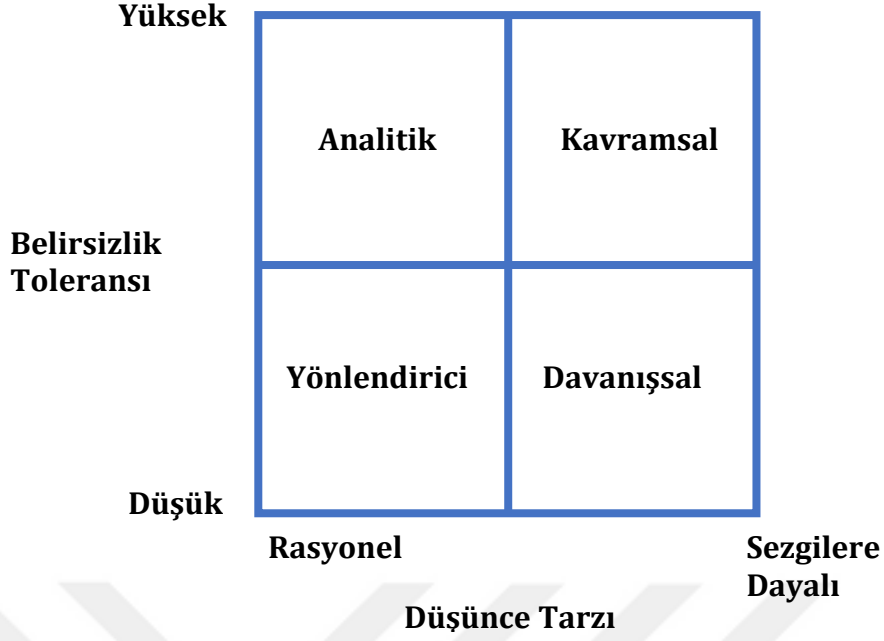 Yüksek
Analitik
Kavramsal
Belirsizlik
Toleransı
Yönlendirici
Davanışsal
Düşük
Rasyonel
Sezgilere
Dayalı
Düşünce Tarzı